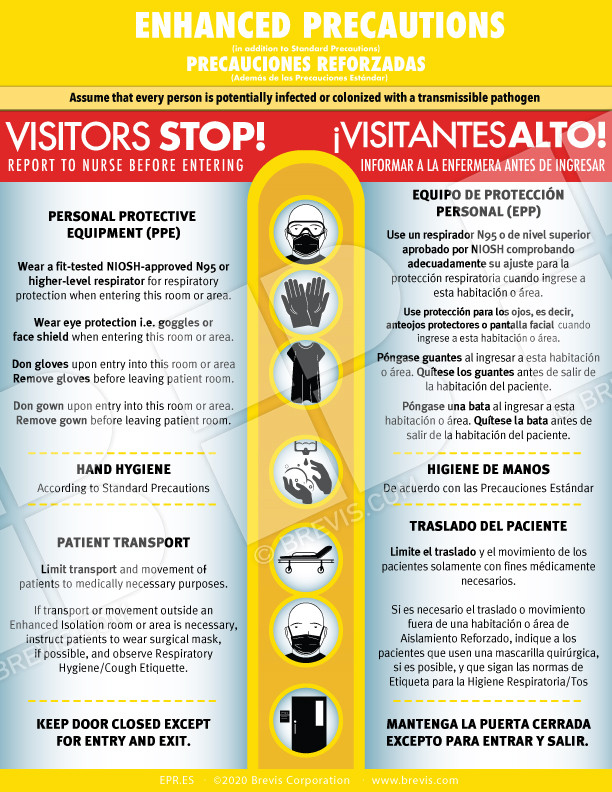 ENHANCED PRECAUTIONS
(in addition to Standard Precautions)
PRECAUCIONES REFORZADAS
(Además de las Precauciones Estándar)
Assume that every person is potentially infected or colonized with a transmissible pathogen
VISITORS STOP!
REPORT TO NURSE BEFORE ENTERING
¡VISITANTES ALTO!
INFORMAR A LA ENFERMERA ANTES DE INGRESAR
PERSONAL PROTECTIVE
EQUIPMENT (PPE)
Wear a fit-tested NIOSH-approved N95 or
higher-level respirator for respiratory
protection when entering this room or area.
Wear eye protection i.e. goggles or
face shield when entering this room or area.
Don gloves upon entry into this room or area
Remove gloves before leaving patient room.
Don gown upon entry into this room or area.
Remove gown before leaving patient room.
HAND HYGIENE
According to Standard Precautions
PATIENT TRANSPORT
Limit transport and movement of
patients to medically necessary purposes.
If transport or movement outside an
Enhanced Isolation room or area is necessary,
instruct patients to wear surgical mask,
if possible, and observe Respiratory
Hygiene/Cough Etiquette.
KEEP DOOR CLOSED EXCEPT
FOR ENTRY AND EXIT.
EQUIPO DE PROTECCIÓN
PERSONAL (EPP)
Use un respirador N95 o de nivel superior
aprobado por NIOSH comprobando
adecuadamente su ajuste para la
protección respiratoria cuando ingrese a
esta habitación o área.
Use protección para los ojos, es decir,
anteojos protectores o pantalla facial cuando
ingrese a esta habitación o área.
Póngase guantes al ingresar a esta habitación
o área. Quítese los guantes antes de salir de
la habitación del paciente.
Póngase una bata al ingresar a esta
habitación o área. Quítese la bata antes de
salir de la habitación del paciente.
HIGIENE DE MANOS
De acuerdo con las Precauciones Estándar
TRASLADO DEL PACIENTE
Limite el traslado y el movimiento de los
pacientes solamente con fines médicamente
necesarios.
Si es necesario el traslado o movimiento
fuera de una habitación o área de
Aislamiento Reforzado, indique a los
pacientes que usen una mascarilla quirúrgica,
si es posible, y que sigan las normas de
Etiqueta para la Higiene Respiratoria/Tos
MANTENGA LA PUERTA CERRADA
EXCEPTO PARA ENTRAR Y SALIR.
© BREVIS.COM
EPR.ES · ©2020 Brevis Corporation · www.brevis.com